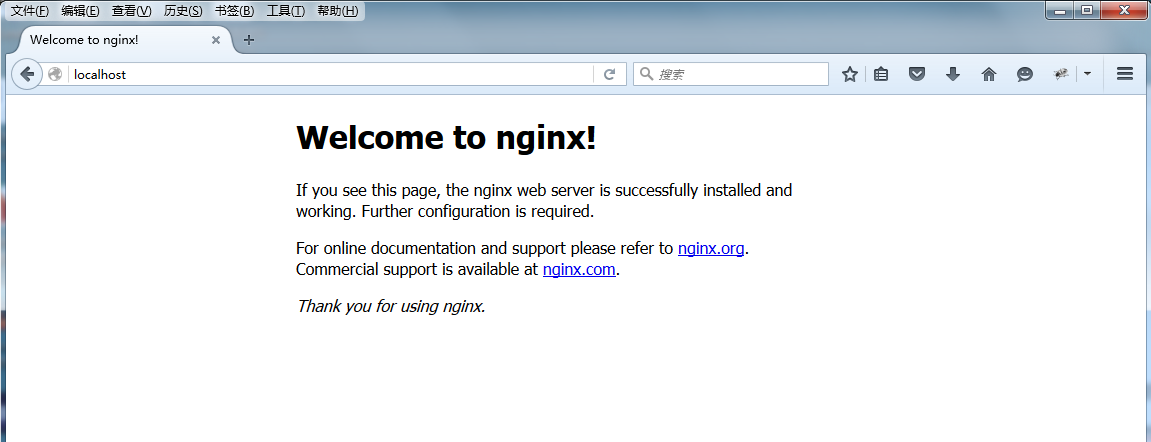 文件(F) 编辑(E) 查看(V) 历史(S) 书签(B) 工具(T) 帮助(H)
Welcome to nginx!
localhost
搜索
Welcome to nginx!
If you see this page, the nginx web server is successfully installed and
working. Further configuration is required.
For online documentation and support please refer to nginx.org.
Commercial support is available at nginx.com.
Thank you for using nginx.